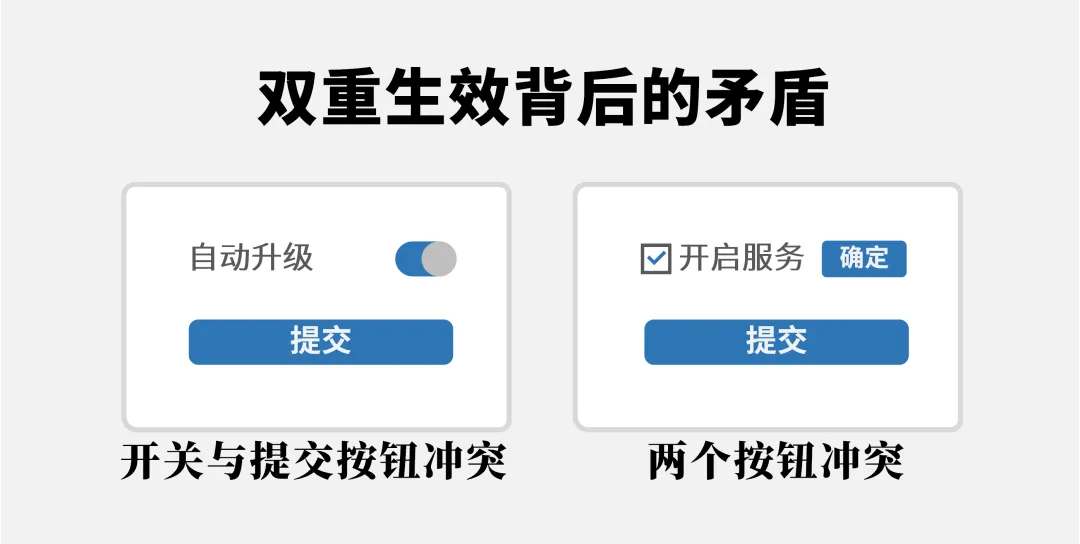 双重生效背后的矛盾
自动升级
提交
开关与提交按钮冲突
开启服务 确定
提交
两个按钮冲突